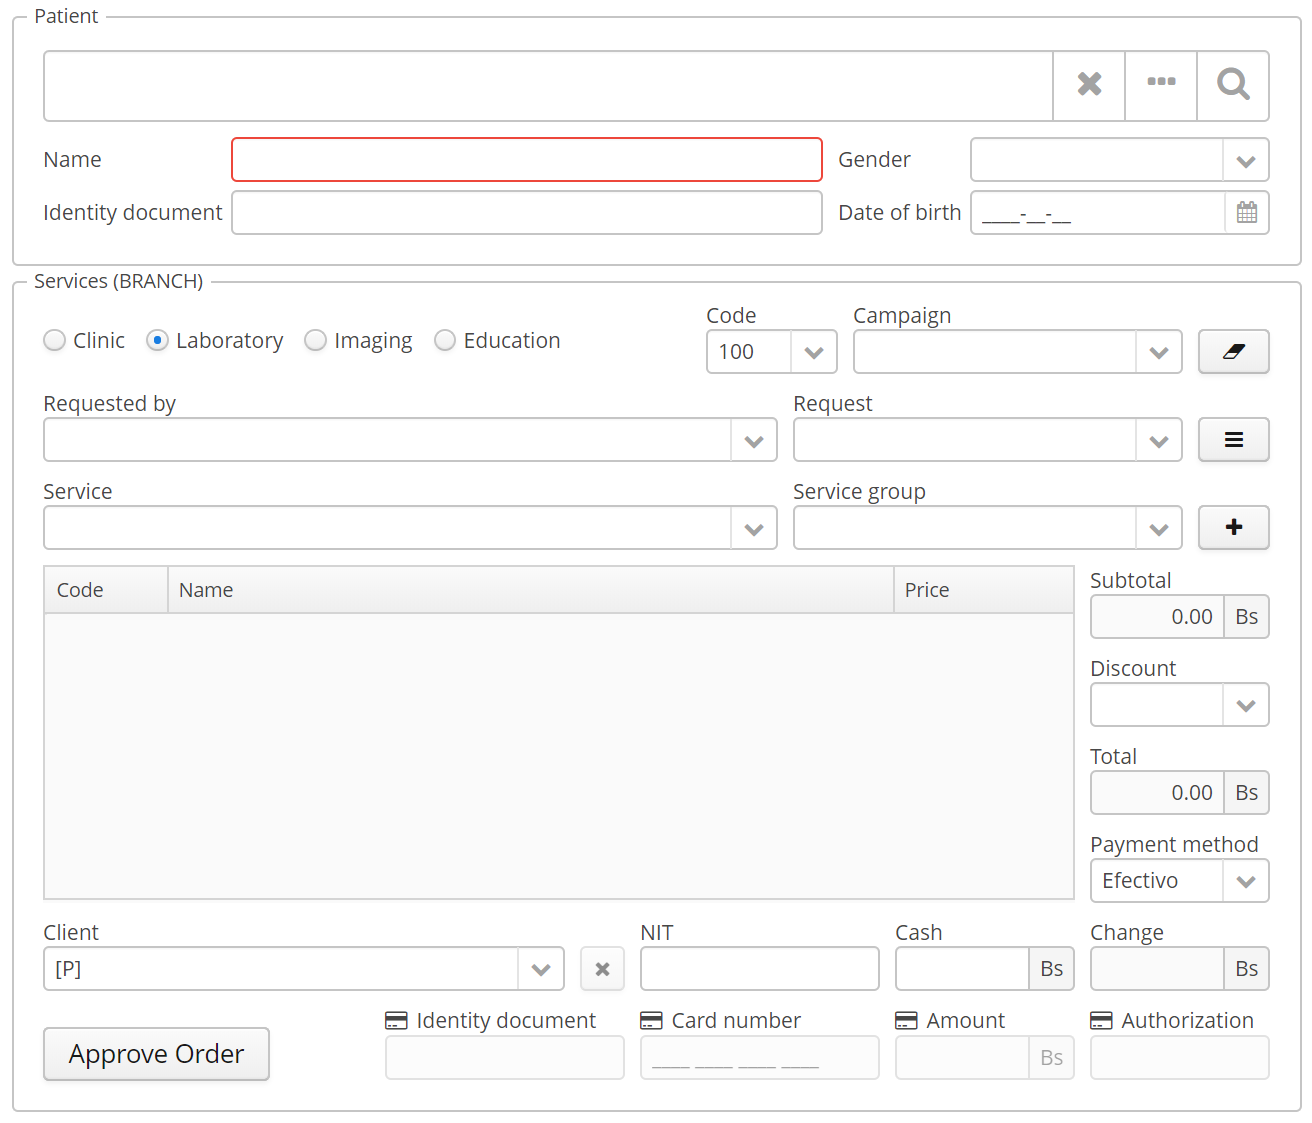 Patient
Name
Gender
Identity document
Date of birth
____-__-__
Services (BRANCH)
Clinic
Laboratory
Imaging
Education
Code
100
Campaign
Requested by
Request
Service
Service group
Code
Name
Price
Subtotal
0.00 Bs
Discount
Total
0.00 Bs
Payment method
Efectivo
Client
[P]
NIT
Cash
Bs
Change
Bs
Approve Order
Identity document
Card number
____ ____ ____ ____
Amount
Bs
Authorization